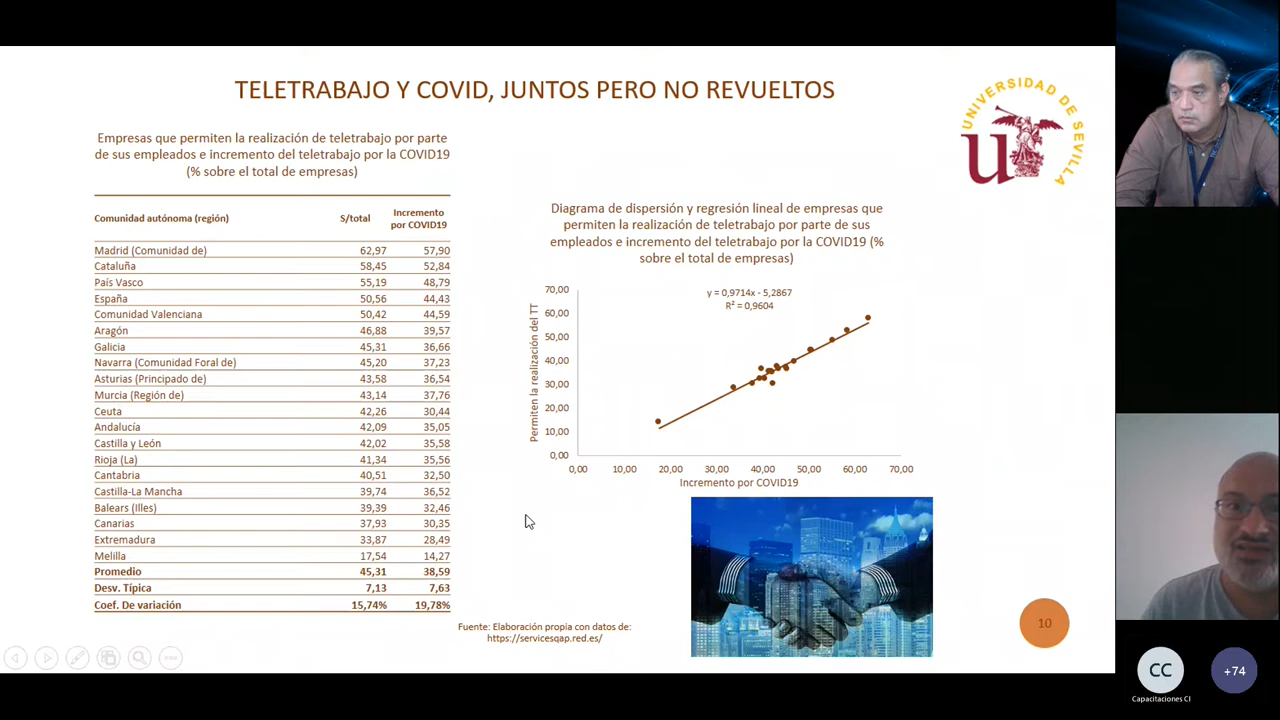 TELETRABAJO Y COVID, JUNTOS PERO NO REVUELTOS
UNIVERSIDAD DE SEVILLA
Empresas que permiten la realización de teletrabajo por parte
de sus empleados e incremento del teletrabajo por la COVID19
(% sobre el total de empresas)
Comunidad autónoma (región) S/total Incremento
por COVID19
Madrid (Comunidad de) 62,97 57,90
Cataluña 58,45 52,84
País Vasco 55,19 48,79
España 50,56 44,43
Comunidad Valenciana 50,42 44,59
Aragón 46,88 39,57
Galicia 45,31 36,66
Navarra (Comunidad Foral de) 45,20 37,23
Asturias (Principado de) 43,58 36,54
Murcia (Región de) 43,14 37,76
Ceuta 42,26 30,44
Andalucía 42,09 35,05
Castilla y León 42,02 35,58
Rioja (La) 41,34 35,56
Cantabria 40,51 32,50
Castilla-La Mancha 39,74 36,52
Balears (Illes) 39,39 32,46
Canarias 37,93 30,35
Extremadura 33,87 28,49
Melilla 17,54 14,27
Promedio 45,31 38,59
Desv. Típica 7,13 7,63
Coef. De variación 15,74% 19,78%
Diagrama de dispersión y regresión lineal de empresas que
permiten la realización de teletrabajo por parte de sus
empleados e incremento del teletrabajo por la COVID19 (%
sobre el total de empresas)
y = 0,9714x - 5,2867
R² = 0,9604
Permiten la realización del TT
70,00
60,00
50,00
40,00
30,00
20,00
10,00
0,00
0,00 10,00 20,00 30,00 40,00 50,00 60,00 70,00
Incremento por COVID19
Fuente: Elaboración propia con datos de:
https://servicesqap.red.es/
10
CC
+74
Capacitaciones CI